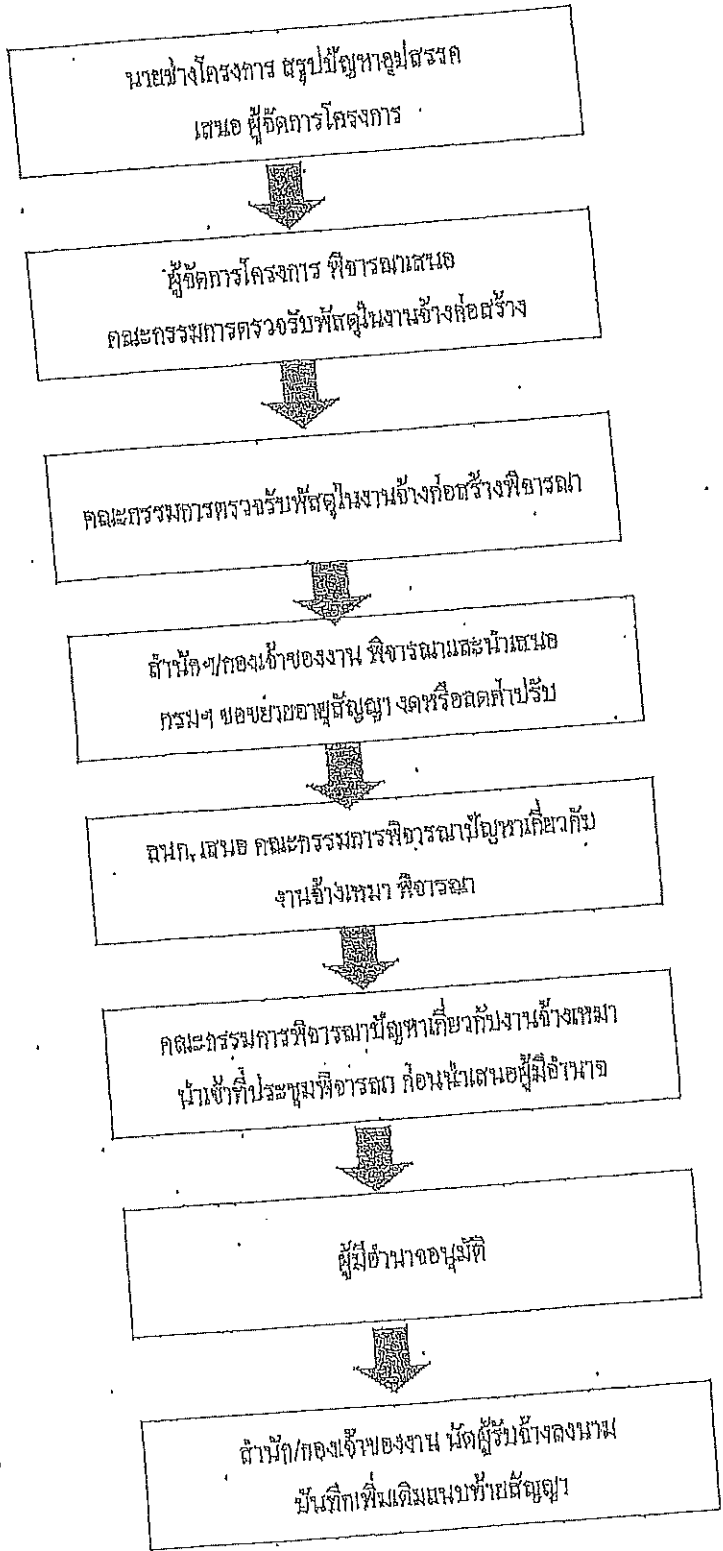 นายช่างโครงการ สรุปปัญหาอุปสรรค
เสนอ ผู้จัดการโครงการ
ผู้จัดการโครงการ พิจารณาเสนอ
คณะกรรมการตรวจรับพัสดุในงานจ้างก่อสร้าง
คณะกรรมการตรวจรับพัสดุในงานจ้างก่อสร้างพิจารณา
สำนักฯ/กองเจ้าของงาน พิจารณาและนำเสนอ
กรมฯ ขอขยายอายุสัญญา งดหรือลดค่าปรับ
ลนก. เสนอ คณะกรรมการพิจารณาปัญหาเกี่ยวกับ
งานจ้างเหมา พิจารณา
คณะกรรมการพิจารณาปัญหาเกี่ยวกับงานจ้างเหมา
นำเข้าที่ประชุมพิจารณา ก่อนนำเสนอผู้มีอำนาจ
ผู้มีอำนาจอนุมัติ
สำนัก/กองเจ้าของงาน นัดผู้รับจ้างลงนาม
บันทึกเพิ่มเติมแนบท้ายสัญญา